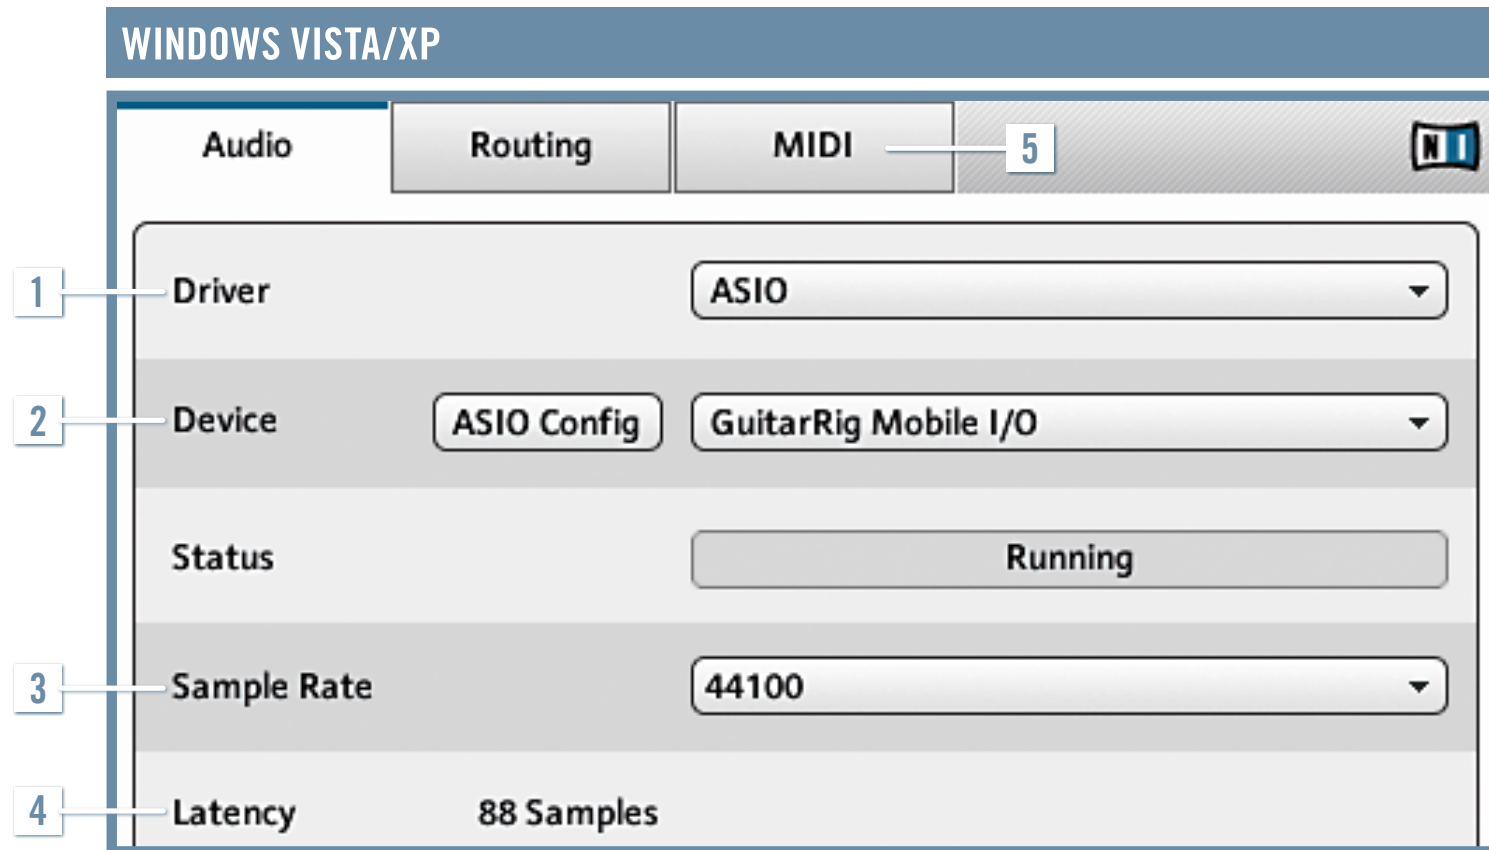 WINDOWS VISTA/XP
Audio Routing MIDI 5 NI
1 Driver ASIO
2 Device ASIO Config GuitarRig Mobile I/O
Status Running
3 Sample Rate 44100
4 Latency 88 Samples